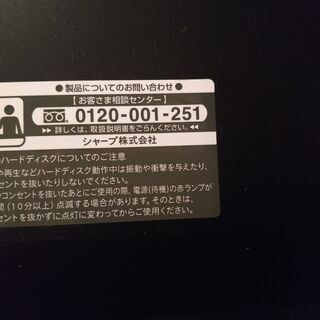 ● 製品についてのお問い合わせ ●
【お客さま相談センター】
0120-001-251
▶▶ 詳しくは、取扱説明書をごらんください。 ◀◀
シャープ株式会社
ハードディスクについてのご注意
や再生などハードディスク動作中は振動や衝撃を与えたり、
セントを抜いたりしないでください。
コンセントを抜いたあとにご使用の際、電源(待機)の赤ランプが
間(10分以上)点滅する場合があります。そのときは、
セントを抜かずに点灯に変わってからご使用ください。